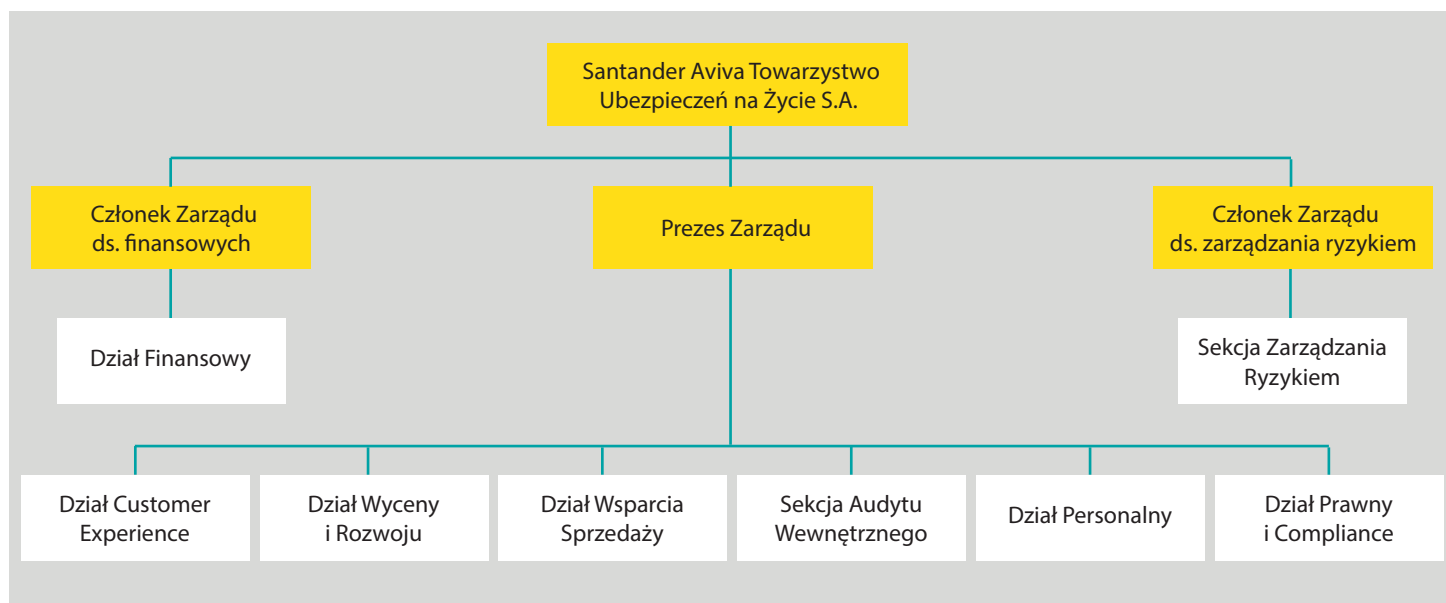 Santander Aviva Towarzystwo
Ubezpieczeń na Życie S.A.
Członek Zarządu
ds. finansowych
Prezes Zarządu
Członek Zarządu
ds. zarządzania ryzykiem
Dział Finansowy
Sekcja Zarządzania
Ryzykiem
Dział Customer
Experience
Dział Wyceny
i Rozwoju
Dział Wsparcia
Sprzedaży
Sekcja Audytu
Wewnętrznego
Dział Personalny
Dział Prawny
i Compliance